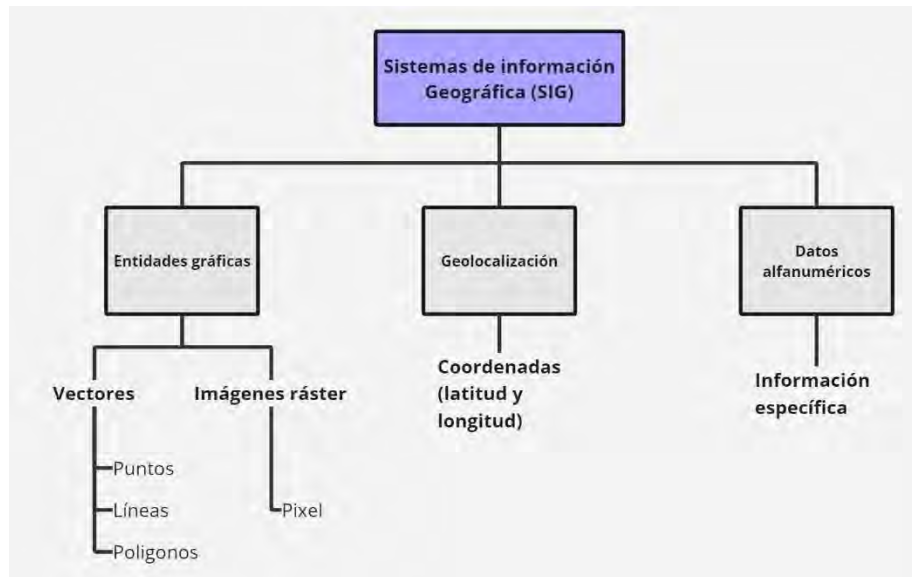 Sistemas de información
Geográfica (SIG)
Entidades gráficas
Geolocalización
Datos
alfanuméricos
Vectores
Imágenes ráster
Coordenadas
(latitud y
longitud)
Información
específica
Puntos
Líneas
Poligonos
Pixel